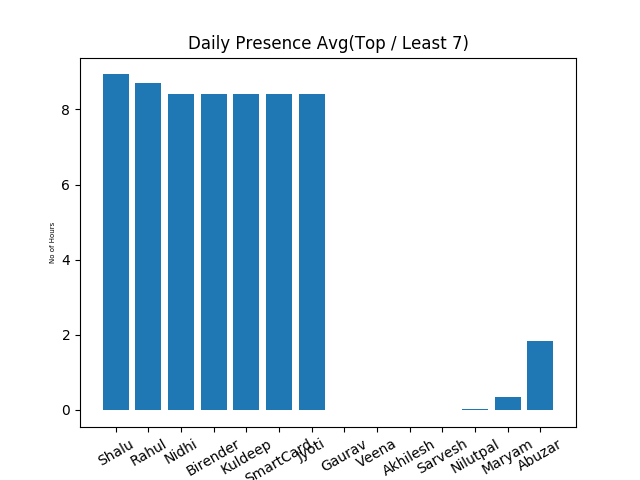 Daily Presence Avg(Top / Least 7)
No of Hours
8
6
4
2
0
Shalu
Rahul
Nidhi
Birender
Kuldeep
SmartCard
Jyoti
Gaurav
Veena
Akhilesh
Sarvesh
Nilutpal
Maryam
Abuzar